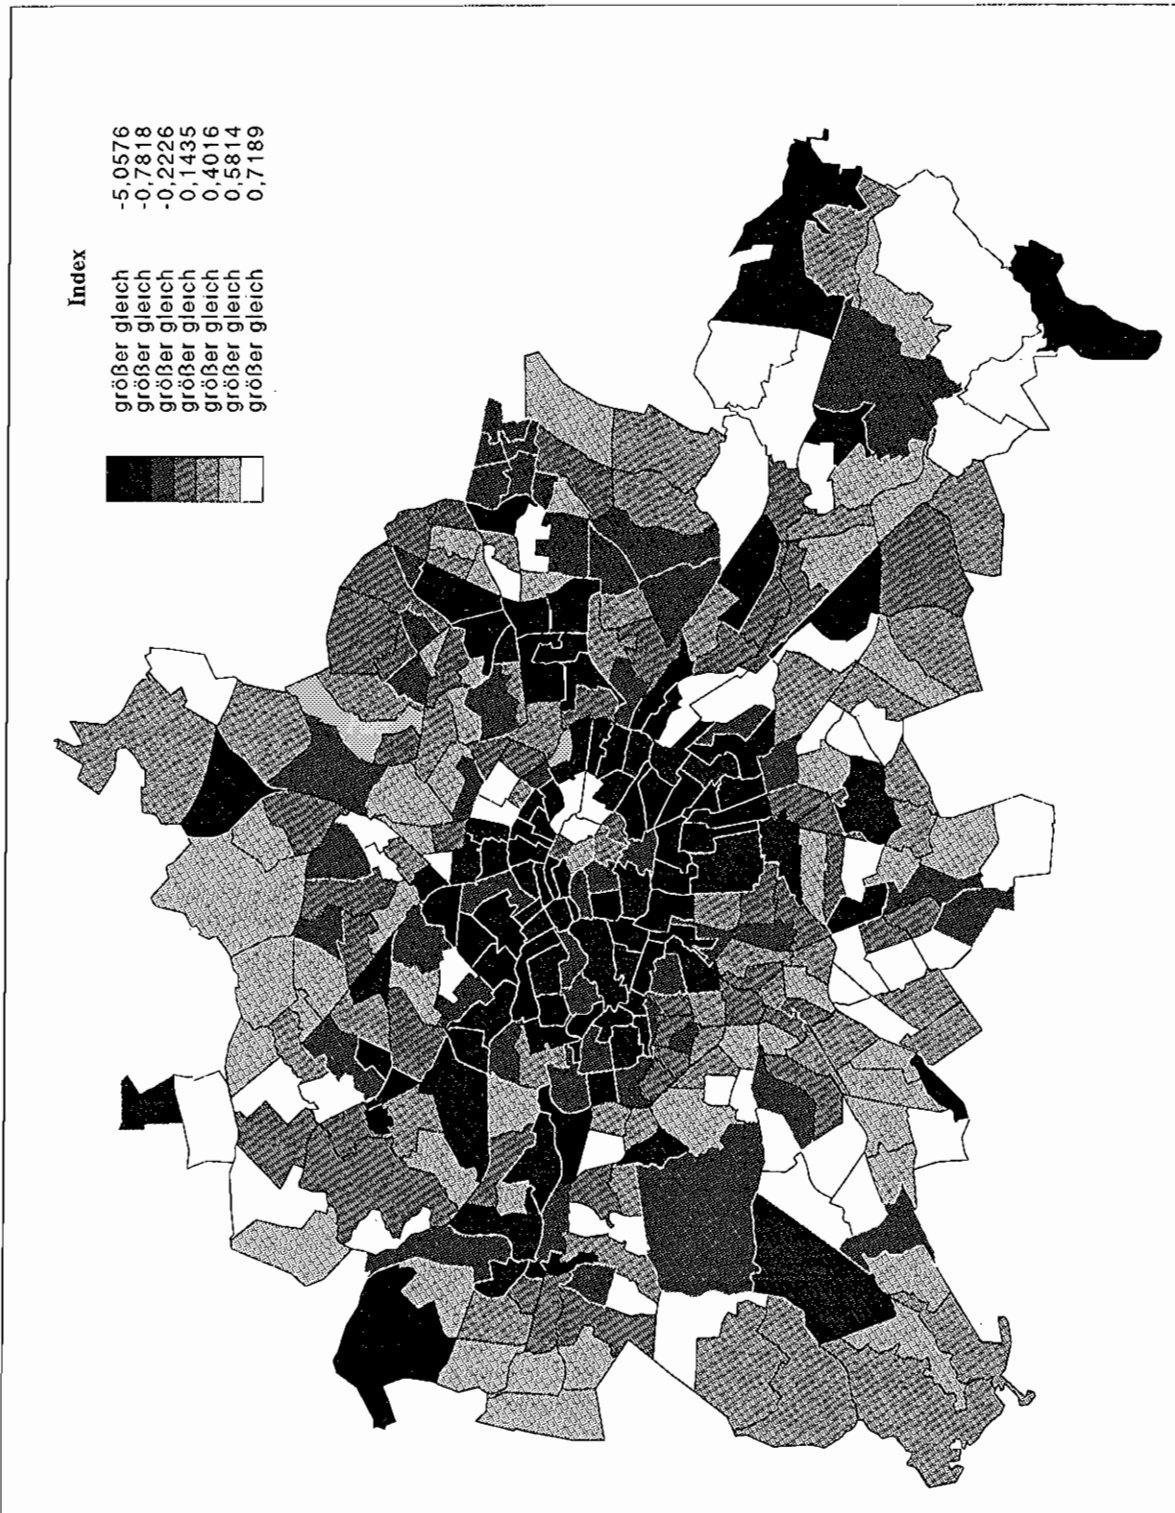 Index
größer gleich -5,0576
größer gleich -0,7818
größer gleich -0,2226
größer gleich 0,1435
größer gleich 0,4016
größer gleich 0,5814
größer gleich 0,7189